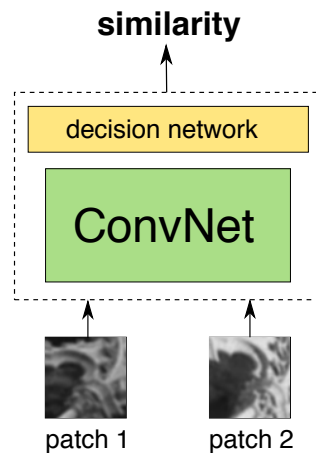 similarity
decision network
ConvNet
patch 1
patch 2